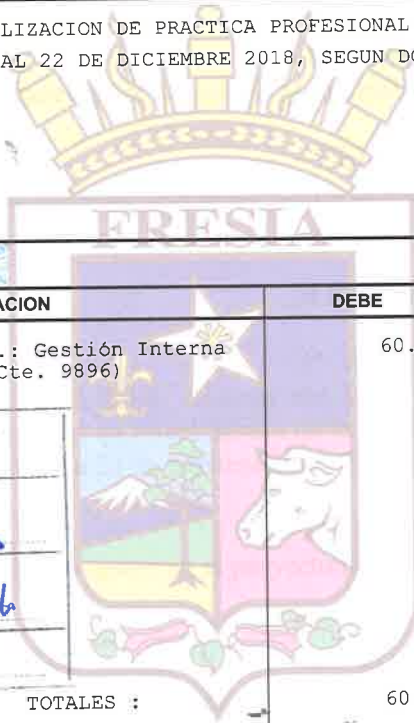 LIZACION DE PRACTICA PROFESIONAL
AL 22 DE DICIEMBRE 2018, SEGUN DO
FRESIA
ACION DEBE
.: Gestión Interna 60.
Cte. 9896)
TOTALES : 60